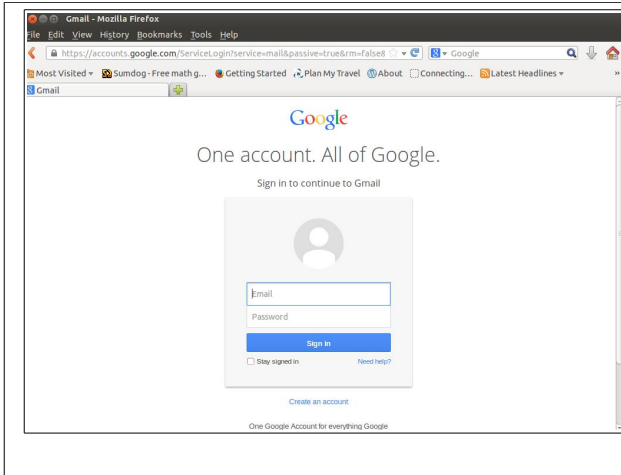 Gmail - Mozilla Firefox
File Edit View History Bookmarks Tools Help
https://accounts.google.com/ServiceLogin?service=mail&passive=true&rm=false& Google
Most Visited Sumdog - Free math g... Getting Started Plan My Travel About Connecting... Latest Headlines »
Gmail
Google
One account. All of Google.
Sign in to continue to Gmail
Email
Password
Sign in
Stay signed in Need help?
Create an account
One Google Account for everything Google